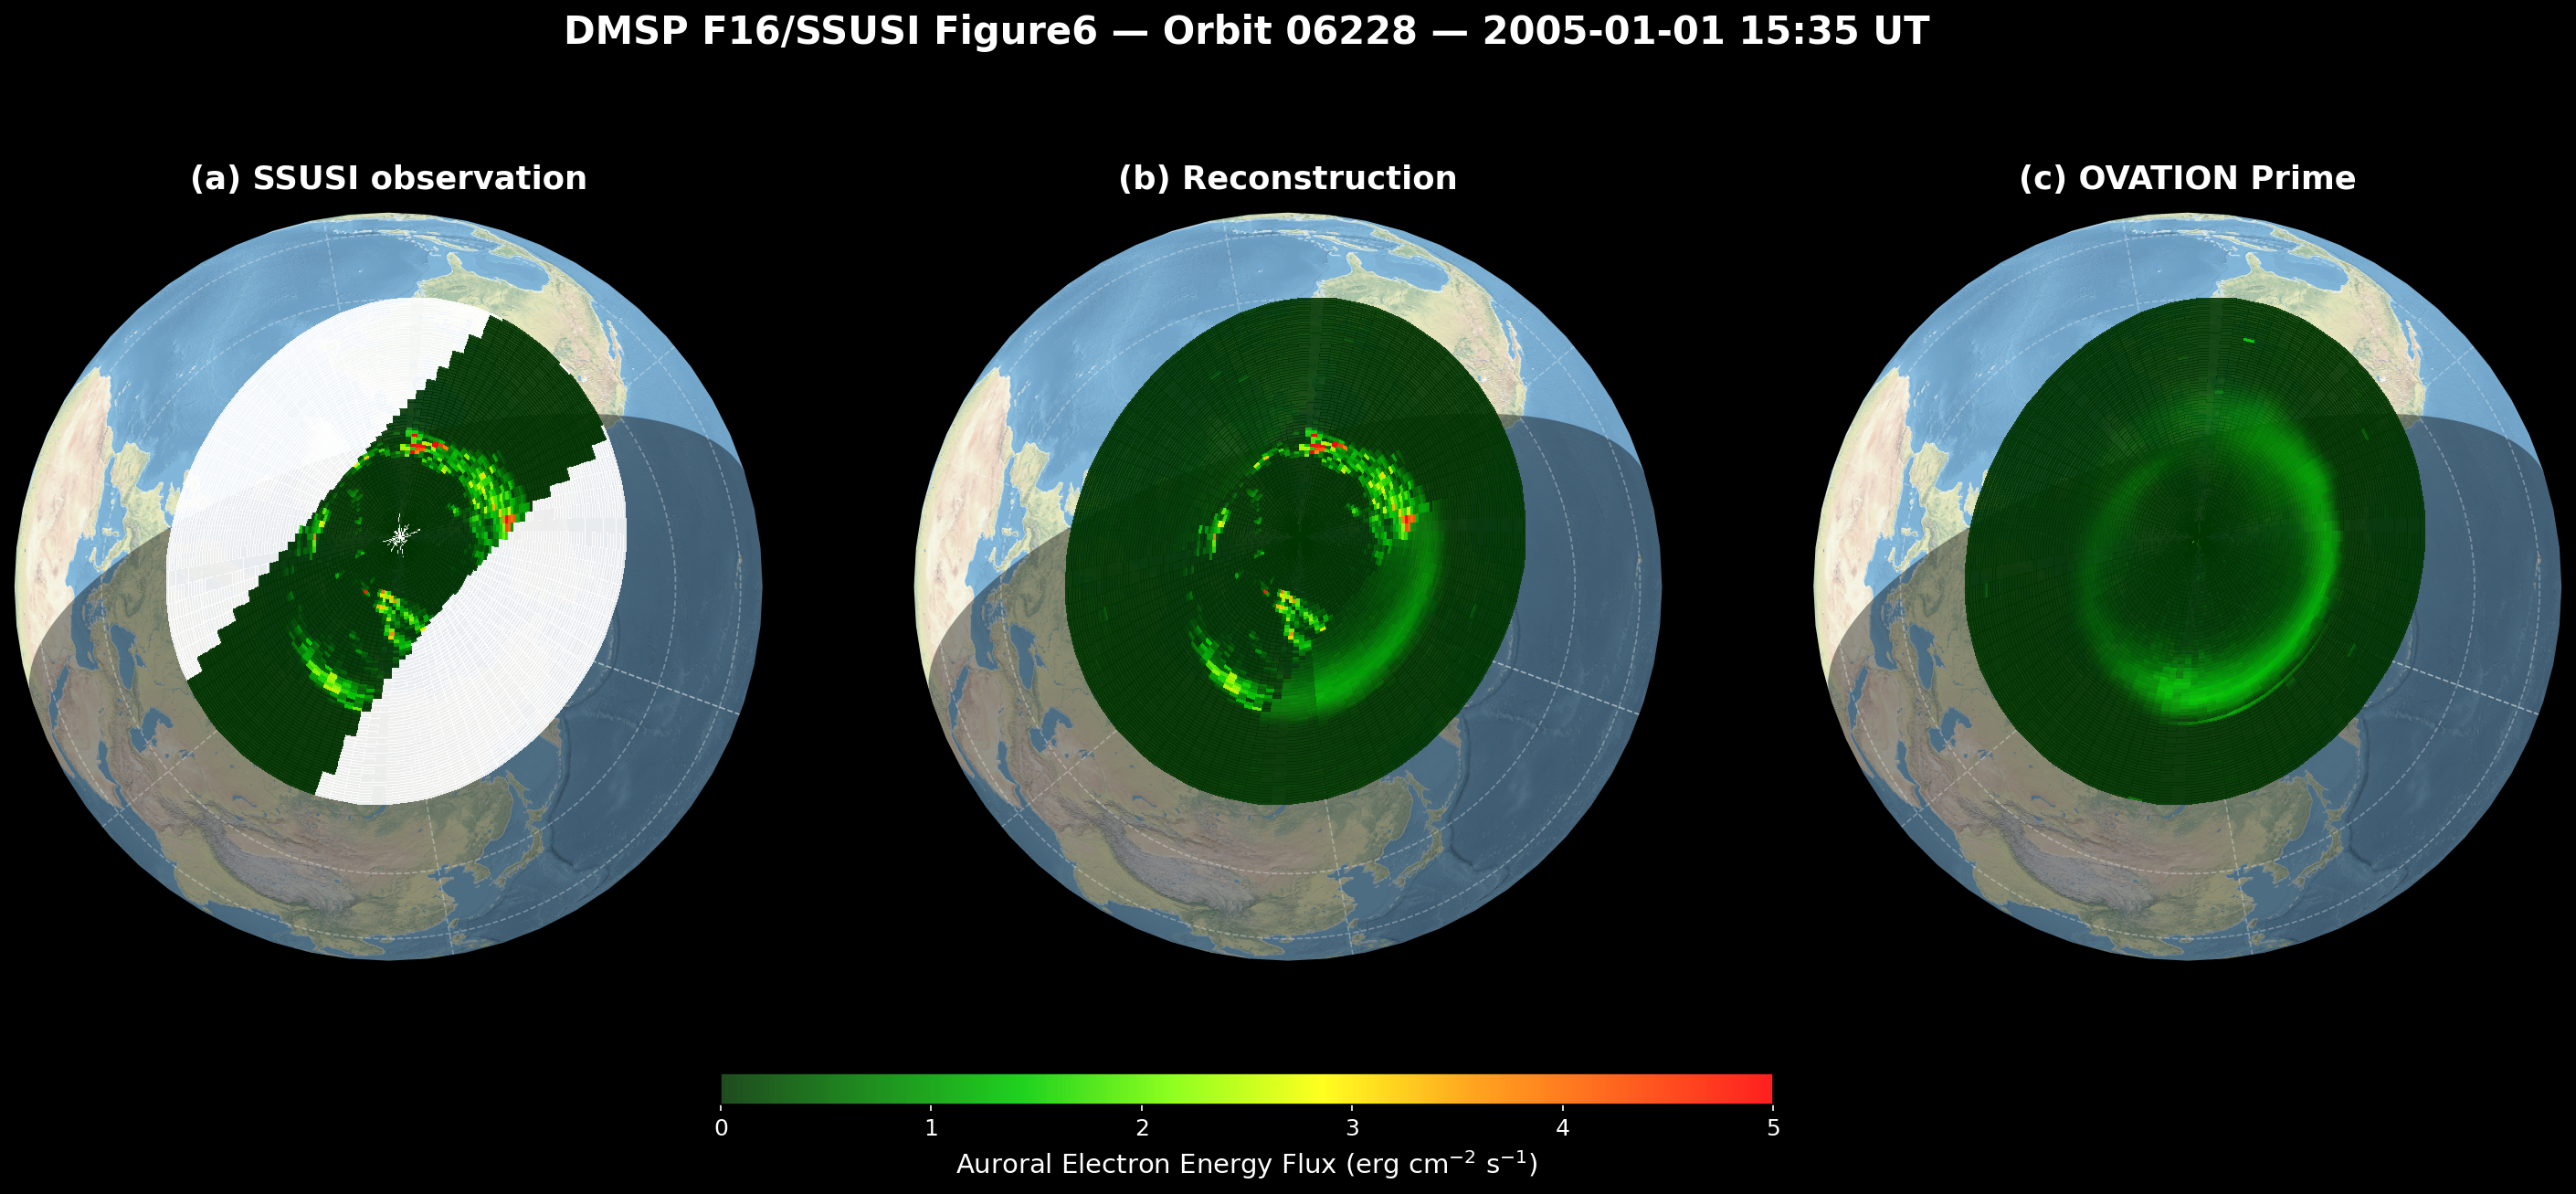 DMSP F16/SSUSI Figure6 — Orbit 06228 — 2005-01-01 15:35 UT
(a) SSUSI observation
(b) Reconstruction
(c) OVATION Prime
0 1 2 3 4 5
Auroral Electron Energy Flux (erg cm⁻² s⁻¹)